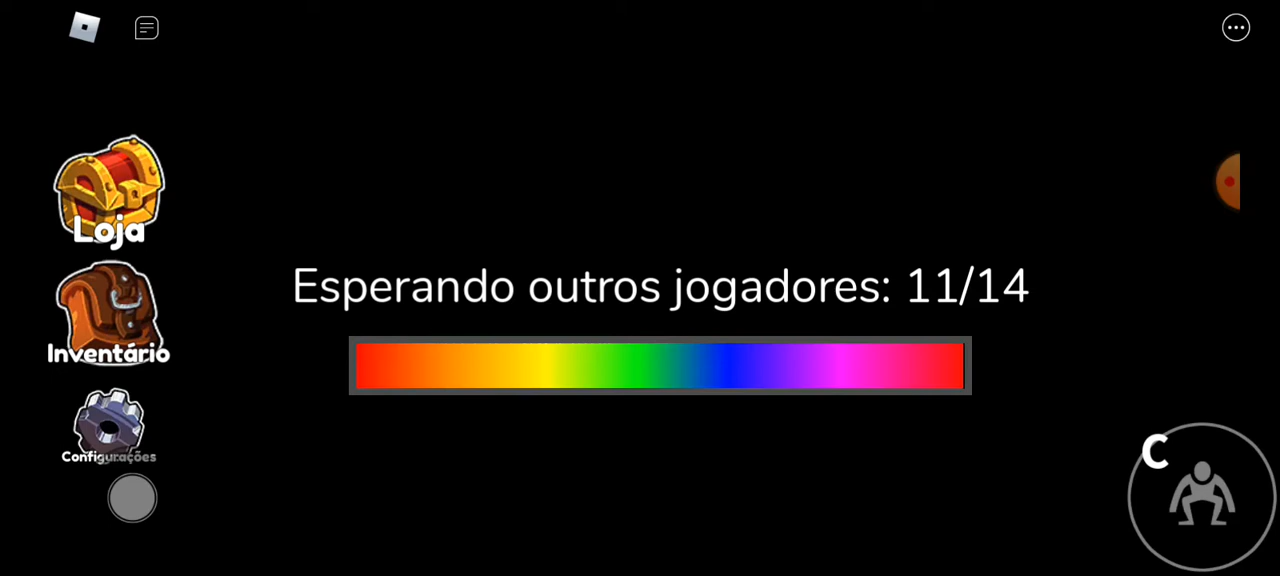 Loja
Esperando outros jogadores: 11/14
Inventário
Configurações
C